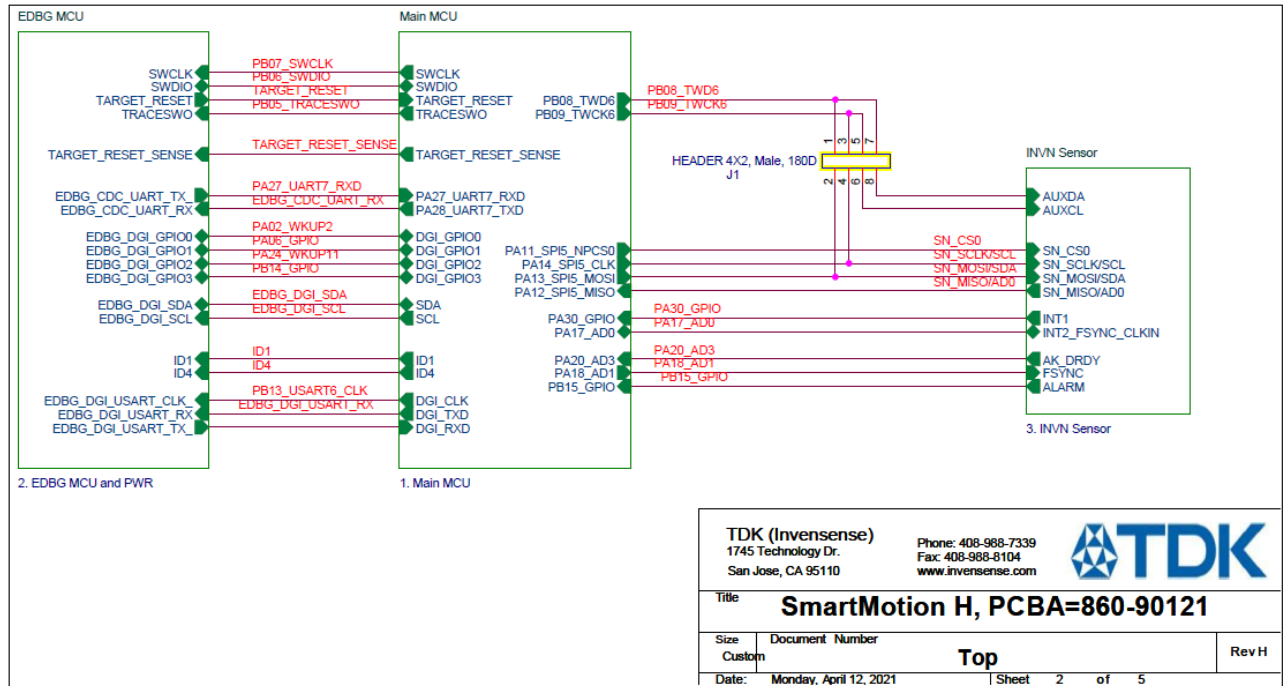 EDBG MCU
Main MCU
SWCLK PB07_SWCLK SWCLK
SWDIO PB06_SWDIO SWDIO
TARGET_RESET TARGET_RESET TARGET_RESET
TRACESWO PB05_TRACESWO TRACESWO
TARGET_RESET_SENSE TARGET_RESET_SENSE TARGET_RESET_SENSE
EDBG_CDC_UART_TX_ PA27_UART7_RXD PA27_UART7_RXD
EDBG_CDC_UART_RX EDBG_CDC_UART_RX PA28_UART7_TXD
EDBG_DGI_GPIO0 PA02_WKUP2 DGI_GPIO0
EDBG_DGI_GPIO1 PA06_GPIO DGI_GPIO1
EDBG_DGI_GPIO2 PA24_WKUP11 DGI_GPIO2
EDBG_DGI_GPIO3 PB14_GPIO DGI_GPIO3
EDBG_DGI_SDA EDBG_DGI_SDA SDA
EDBG_DGI_SCL EDBG_DGI_SCL SCL
ID1 ID1 ID1
ID4 ID4 ID4
EDBG_DGI_USART_CLK_ PB13_USART6_CLK DGI_CLK
EDBG_DGI_USART_RX EDBG_DGI_USART_RX DGI_TXD
EDBG_DGI_USART_TX_ DGI_RXD
2. EDBG MCU and PWR
1. Main MCU
PB08_TWD6 PB08_TWD6
PB09_TWCK6 PB09_TWCK6
1 3 5 7
HEADER 4X2, Male, 180D
J1
2 4 6 8
INVN Sensor
AUXDA
AUXCL
PA11_SPI5_NPCS0 SN_CS0 SN_CS0
PA14_SPI5_CLK SN_SCLK/SCL SN_SCLK/SCL
PA13_SPI5_MOSI SN_MOSI/SDA SN_MOSI/SDA
PA12_SPI5_MISO SN_MISO/AD0 SN_MISO/AD0
PA30_GPIO PA30_GPIO INT1
PA17_AD0 PA17_AD0 INT2_FSYNC_CLKIN
PA20_AD3 PA20_AD3 AK_DRDY
PA18_AD1 PA18_AD1 FSYNC
PB15_GPIO PB15_GPIO ALARM
3. INVN Sensor
TDK (Invensense)
1745 Technology Dr.
San Jose, CA 95110
Phone: 408-988-7339
Fax: 408-988-8104
www.invensense.com
TDK
Title
SmartMotion H, PCBA=860-90121
Size
Custom
Document Number
Top
Rev H
Date: Monday, April 12, 2021 Sheet 2 of 5